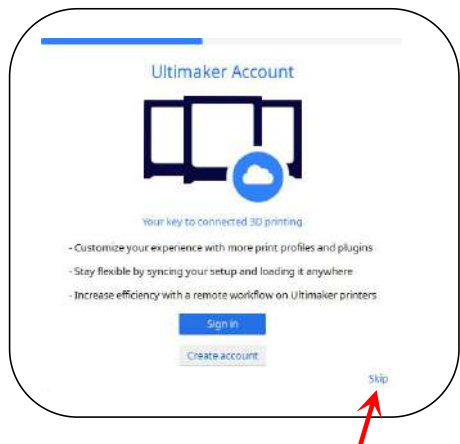 Ultimaker Account
Your key to connected 3D printing
- Customize your experience with more print profiles and plugins
- Stay flexible by syncing your setup and loading it anywhere
- Increase efficiency with a remote workflow on Ultimaker printers
Sign in
Create account
Skip